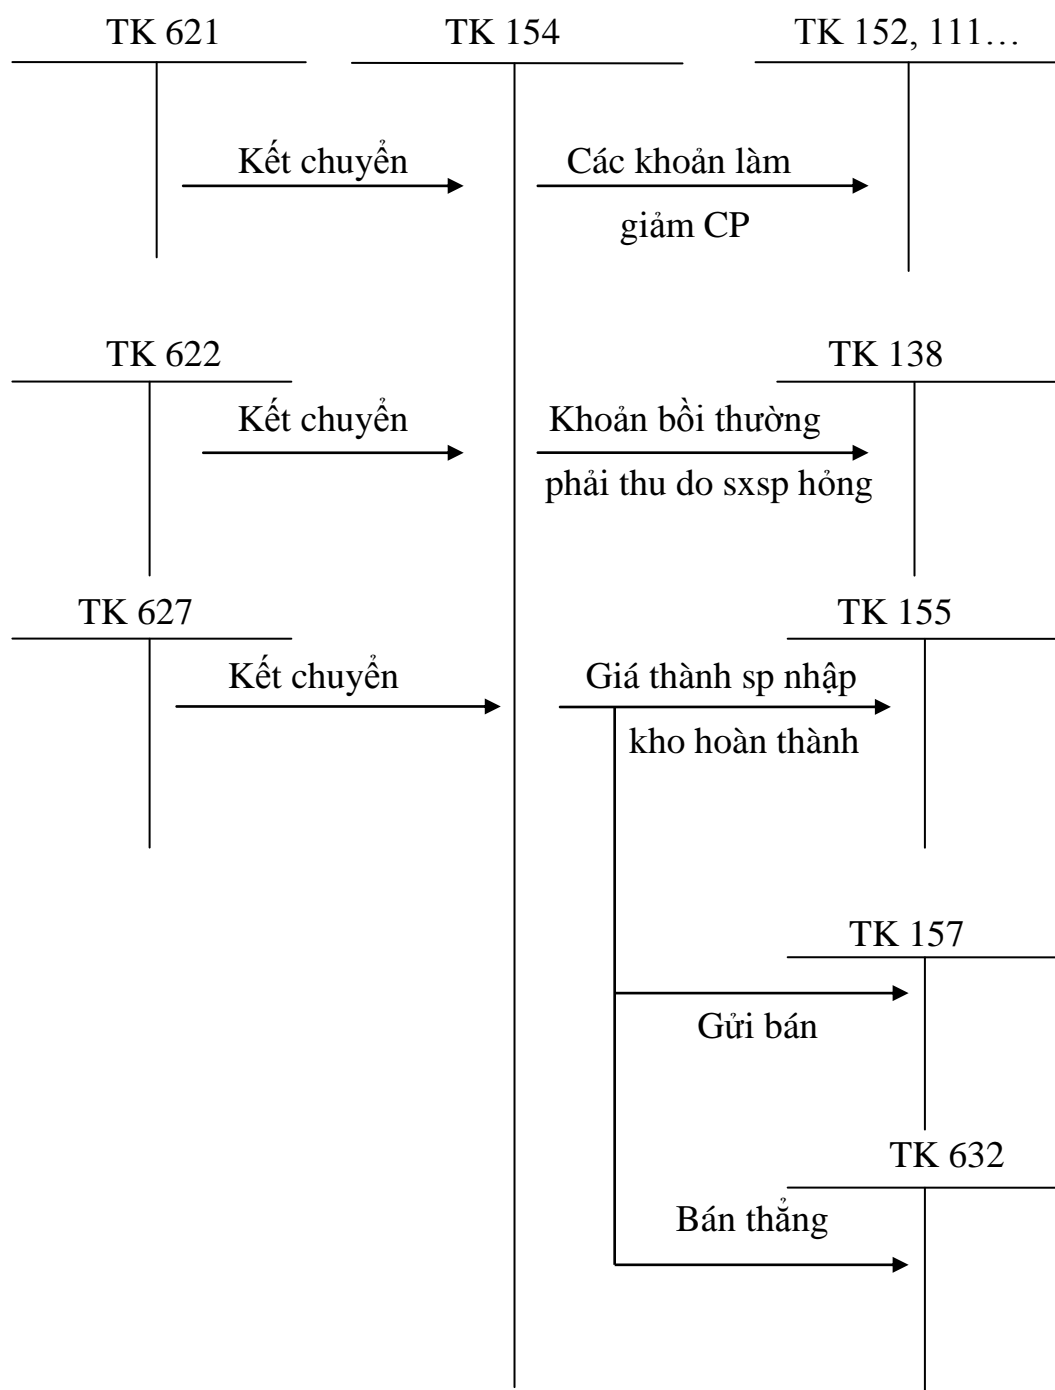 TK 621
TK 154
TK 152, 111…
Kết chuyển
Các khoản làm
giảm CP
TK 622
TK 138
Kết chuyển
Khoản bồi thường
phải thu do sxsp hỏng
TK 627
TK 155
Kết chuyển
Giá thành sp nhập
kho hoàn thành
TK 157
Gửi bán
TK 632
Bán thẳng